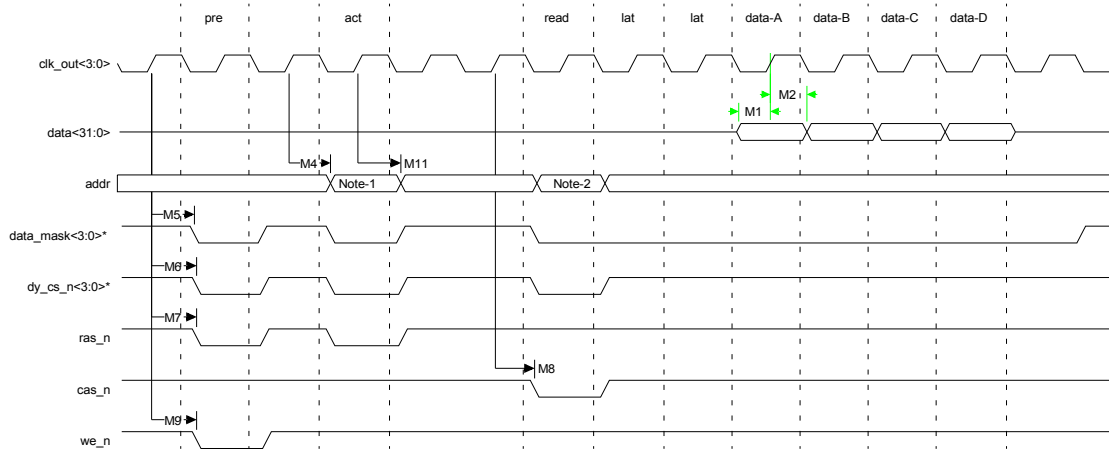 pre act read lat lat data-A data-B data-C data-D
clk_out<3:0>
M2
M1
data<31:0>
M4 M11
addr Note-1 Note-2
M5
data_mask<3:0>*
M6
dy_cs_n<3:0>*
M7
ras_n
M8
cas_n
M9
we_n